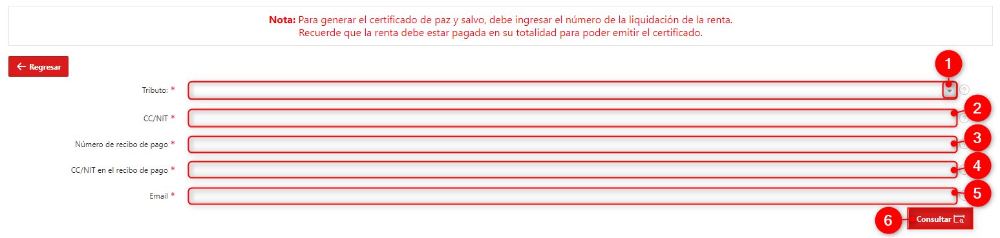 Nota: Para generar el certificado de paz y salvo, debe ingresar el número de la liquidación de la renta.
Recuerde que la renta debe estar pagada en su totalidad para poder emitir el certificado.
Regresar
1
Tributo: * ?
CC/NIT * ?
2
Número de recibo de pago *
3
CC/NIT en el recibo de pago *
4
Email *
5
6
Consultar